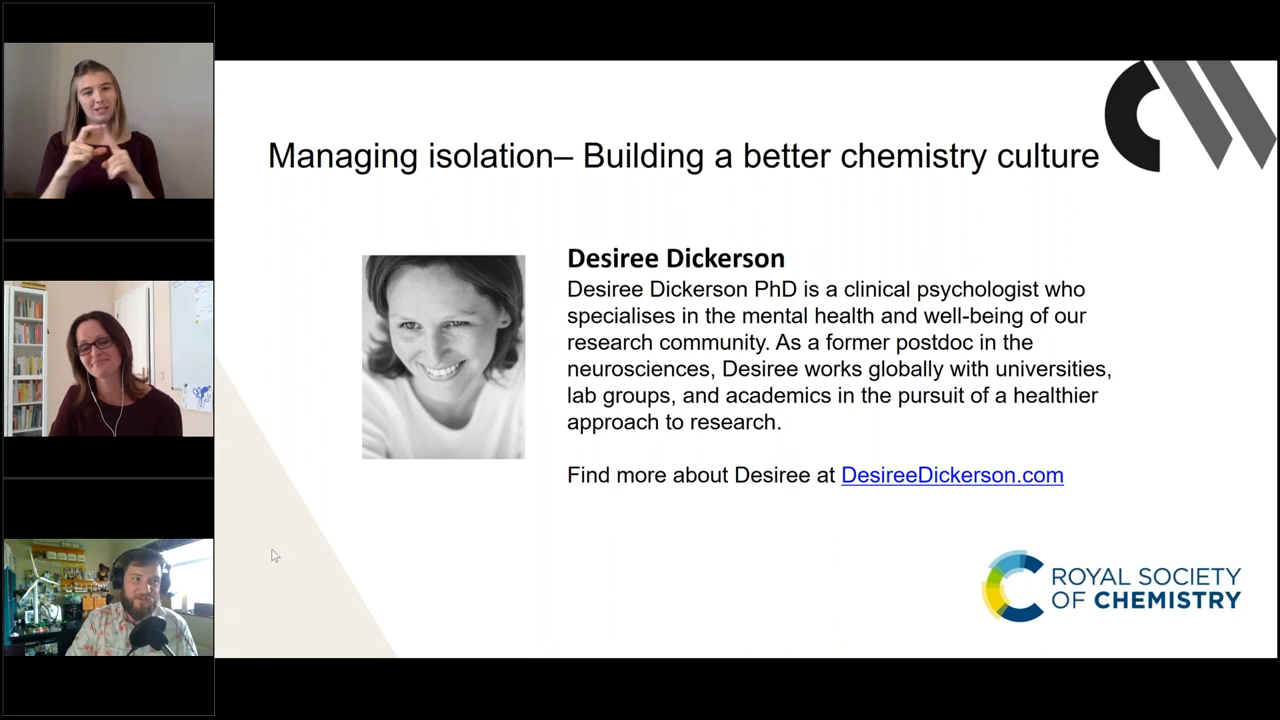 Managing isolation– Building a better chemistry culture
Desiree Dickerson
Desiree Dickerson PhD is a clinical psychologist who
specialises in the mental health and well-being of our
research community. As a former postdoc in the
neurosciences, Desiree works globally with universities,
lab groups, and academics in the pursuit of a healthier
approach to research.
Find more about Desiree at DesireeDickerson.com
ROYAL SOCIETY
OF CHEMISTRY